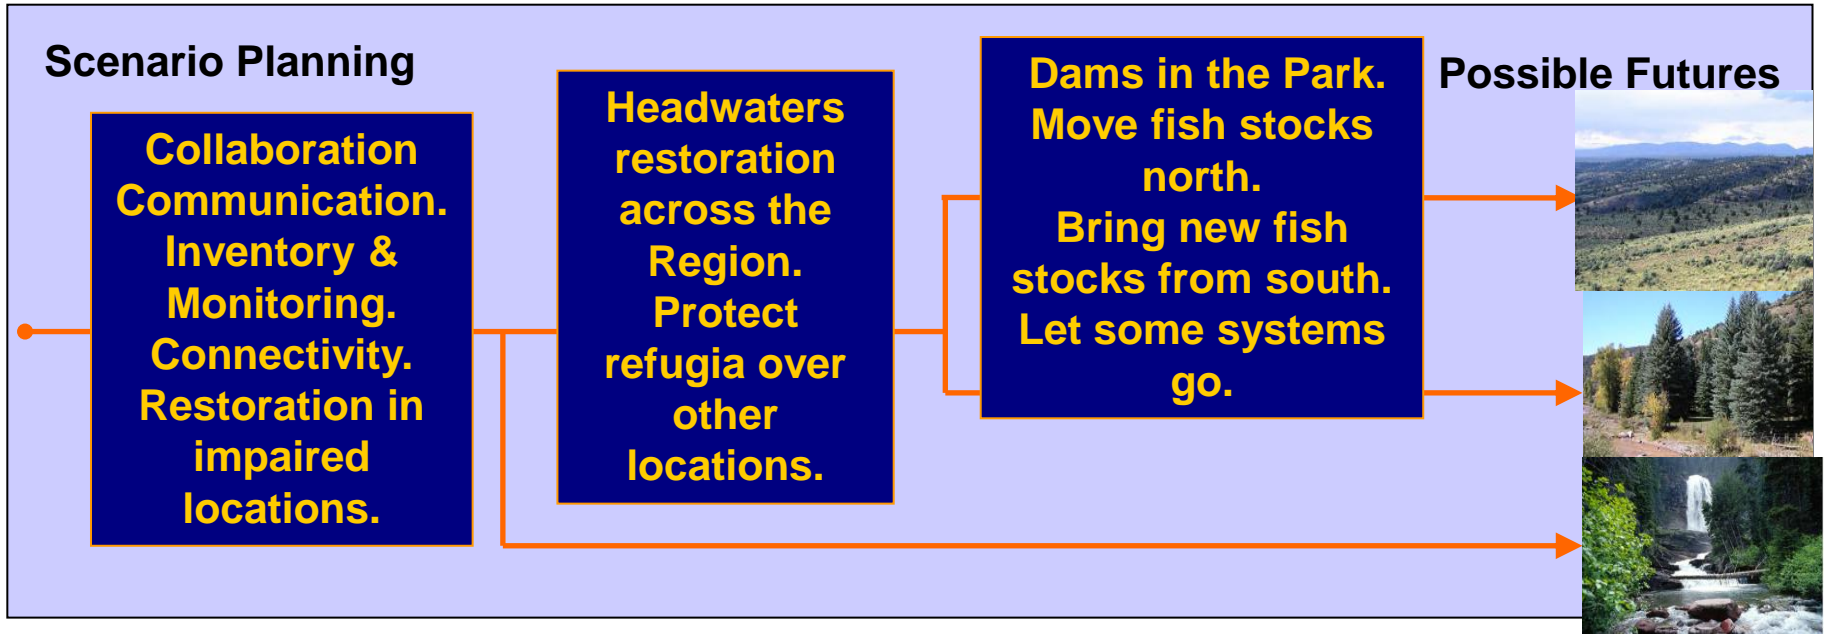 Scenario Planning
Collaboration
Communication.
Inventory &
Monitoring.
Connectivity.
Restoration in
impaired
locations.
Headwaters
restoration
across the
Region.
Protect
refugia over
other
locations.
Dams in the Park.
Move fish stocks
north.
Bring new fish
stocks from south.
Let some systems
go.
Possible Futures